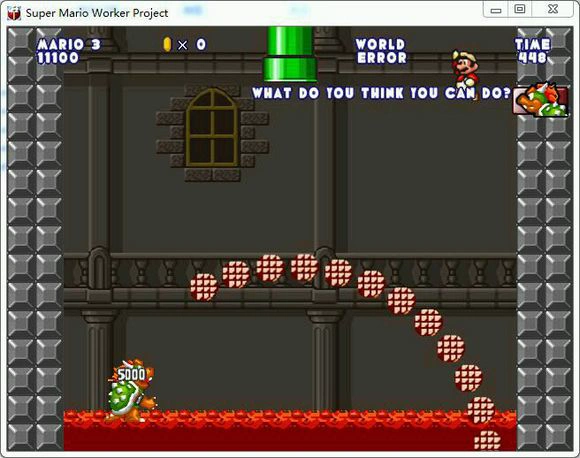 Super Mario Worker Project
MARIO 3
11100
× 0
WORLD
ERROR
TIME
448
WHAT DO YOU THINK YOU CAN DO?
5000